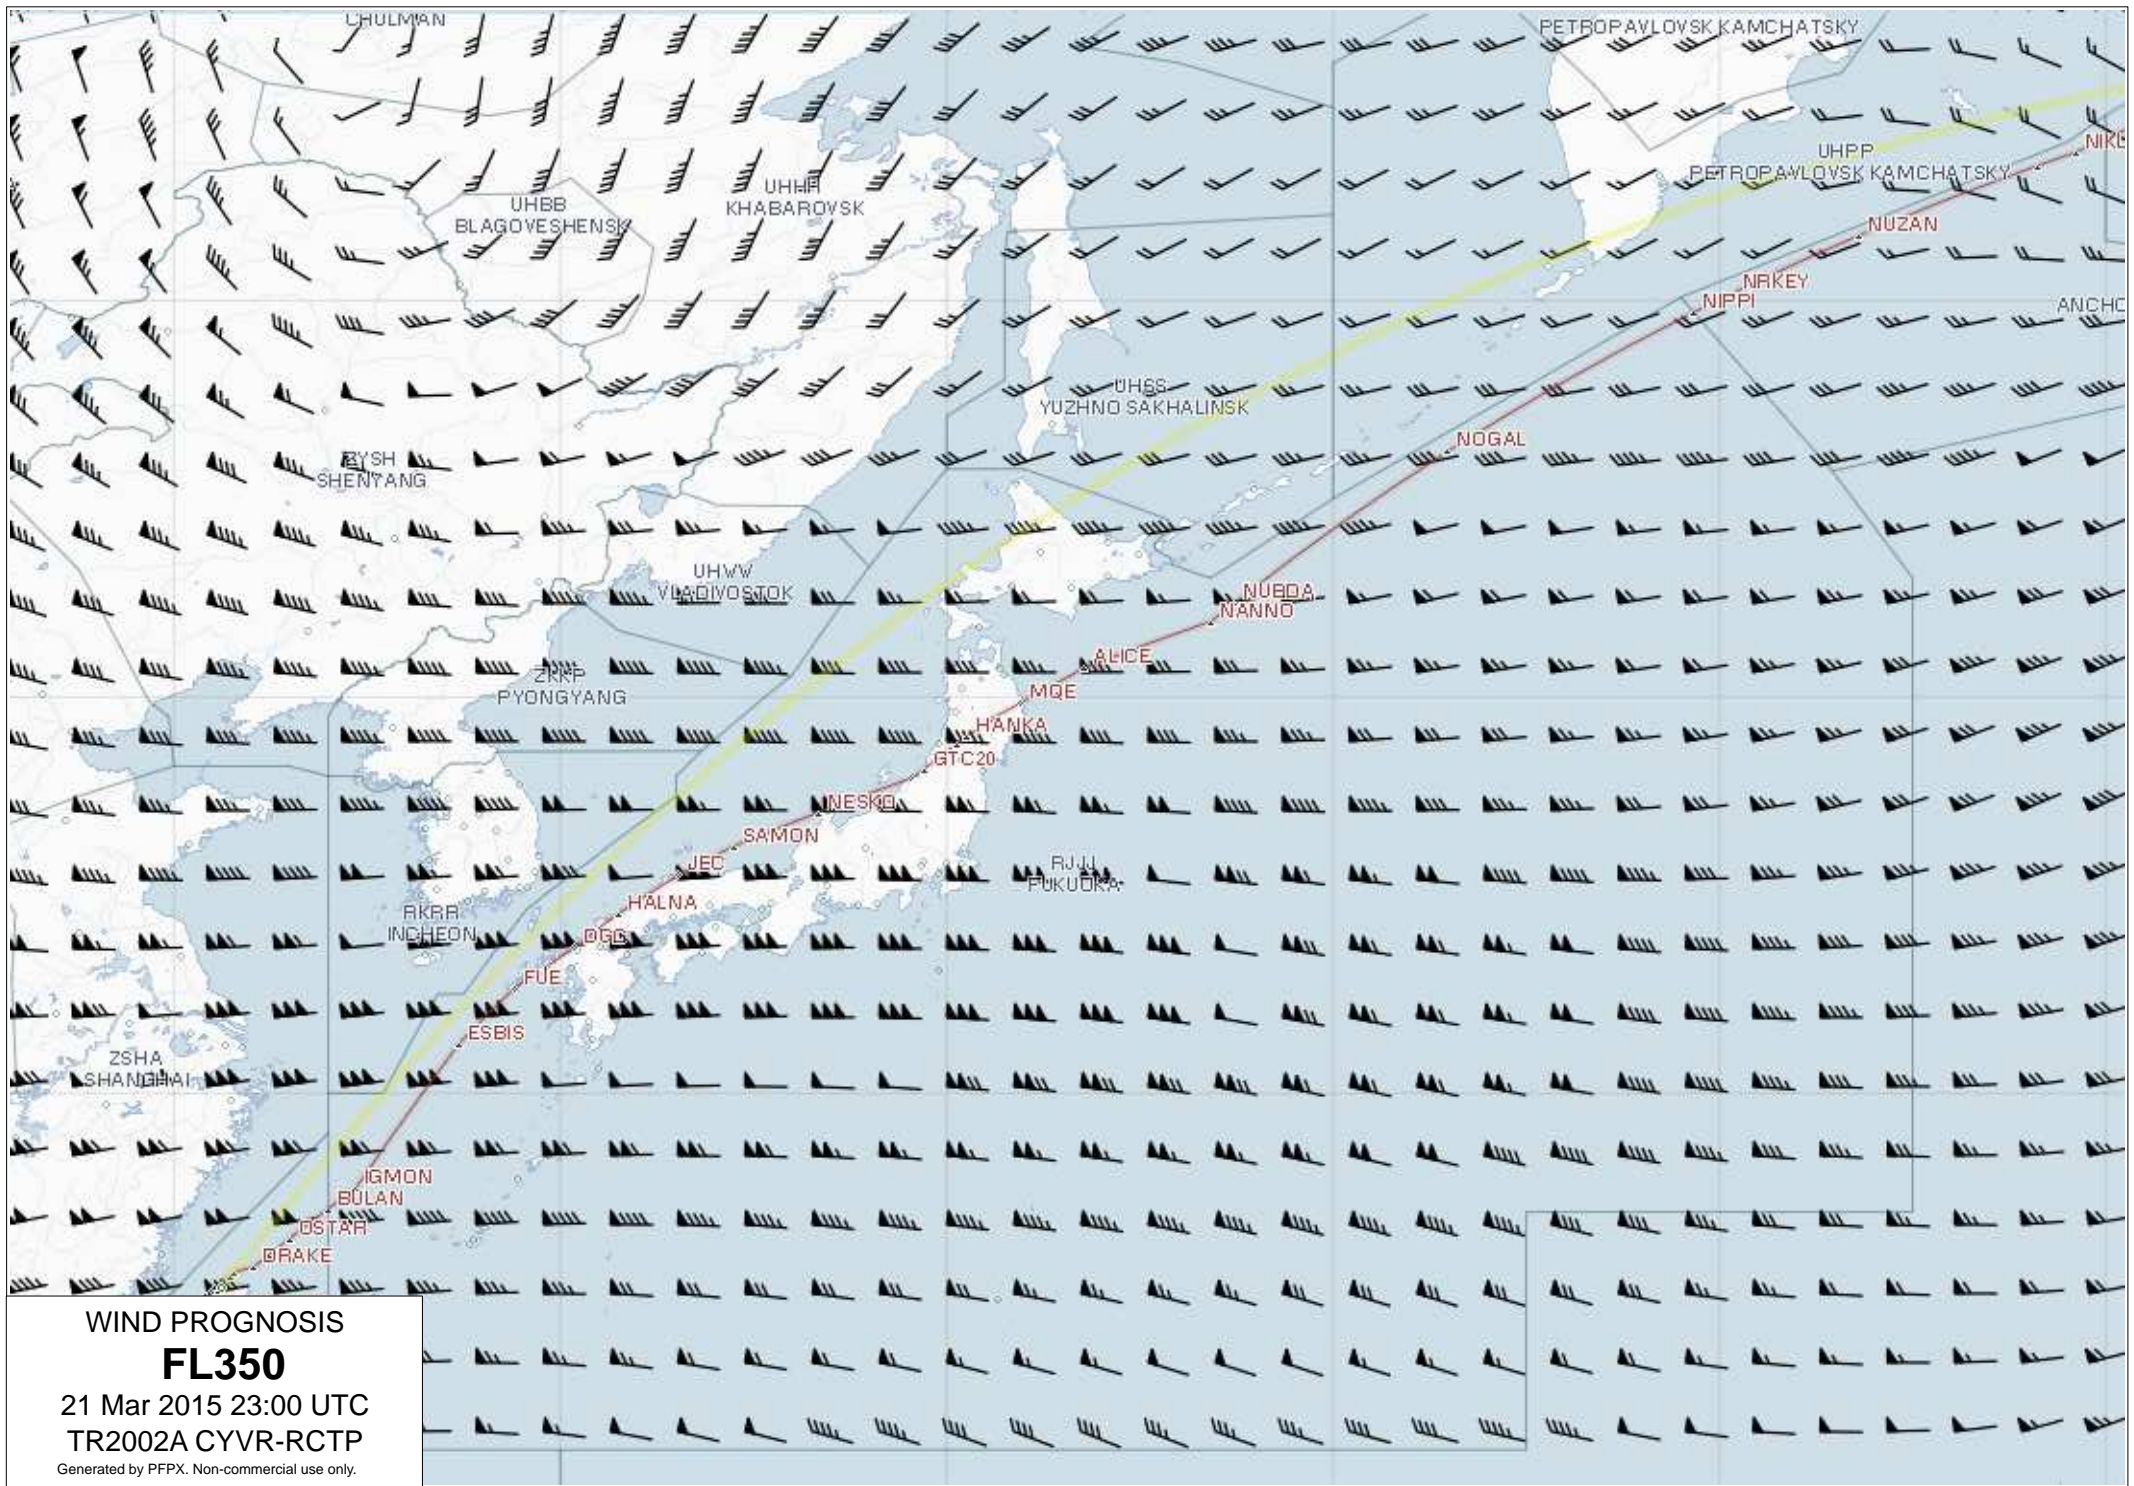 CHULMAN
PETROPAVLOVSK KAMCHATSKY
NIKL
UHPP
PETROPAVLOVSK KAMCHATSKY
UHHH
KHABAROVSK
UHBB
BLAGOVESHENSK
NUZAN
NRKEY
NIPPI
ANCHO
UHSS
YUZHNO SAKHALINSK
NOGAL
ZYSH
SHENYANG
UHWW
VLADIVOSTOK
NUBDA
NANNO
ALICE
ZKKP
PYONGYANG
MQE
HANKA
GTC20
NESKO
SAMON
JEC
RJJJ
FUKUOKA
HALNA
RKRR
INCHEON
DGC
FUE
ESBIS
ZSHA
SHANGHAI
IGMON
BULAN
OSTAR
DRAKE
WIND PROGNOSIS
FL350
21 Mar 2015 23:00 UTC
TR2002A CYVR-RCTP
Generated by PFPX. Non-commercial use only.